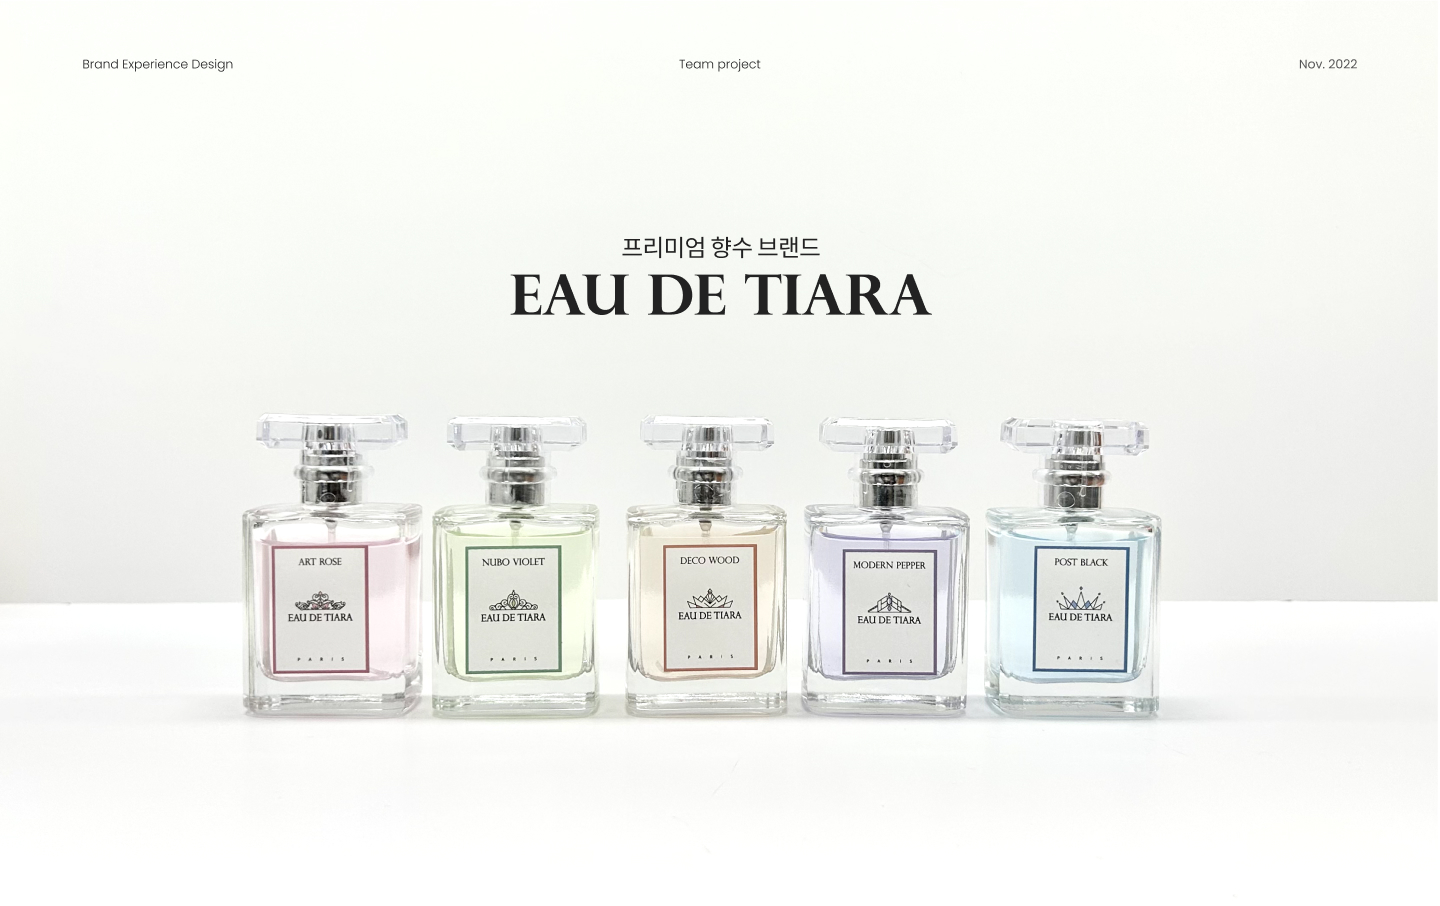 Brand Experience Design
Team project
Nov. 2022
프리미엄 향수 브랜드
EAU DE TIARA
ART ROSE
EAU DE TIARA
PARIS
NUBO VIOLET
EAU DE TIARA
PARIS
DECO WOOD
EAU DE TIARA
PARIS
MODERN PEPPER
EAU DE TIARA
PARIS
POST BLACK
EAU DE TIARA
PARIS